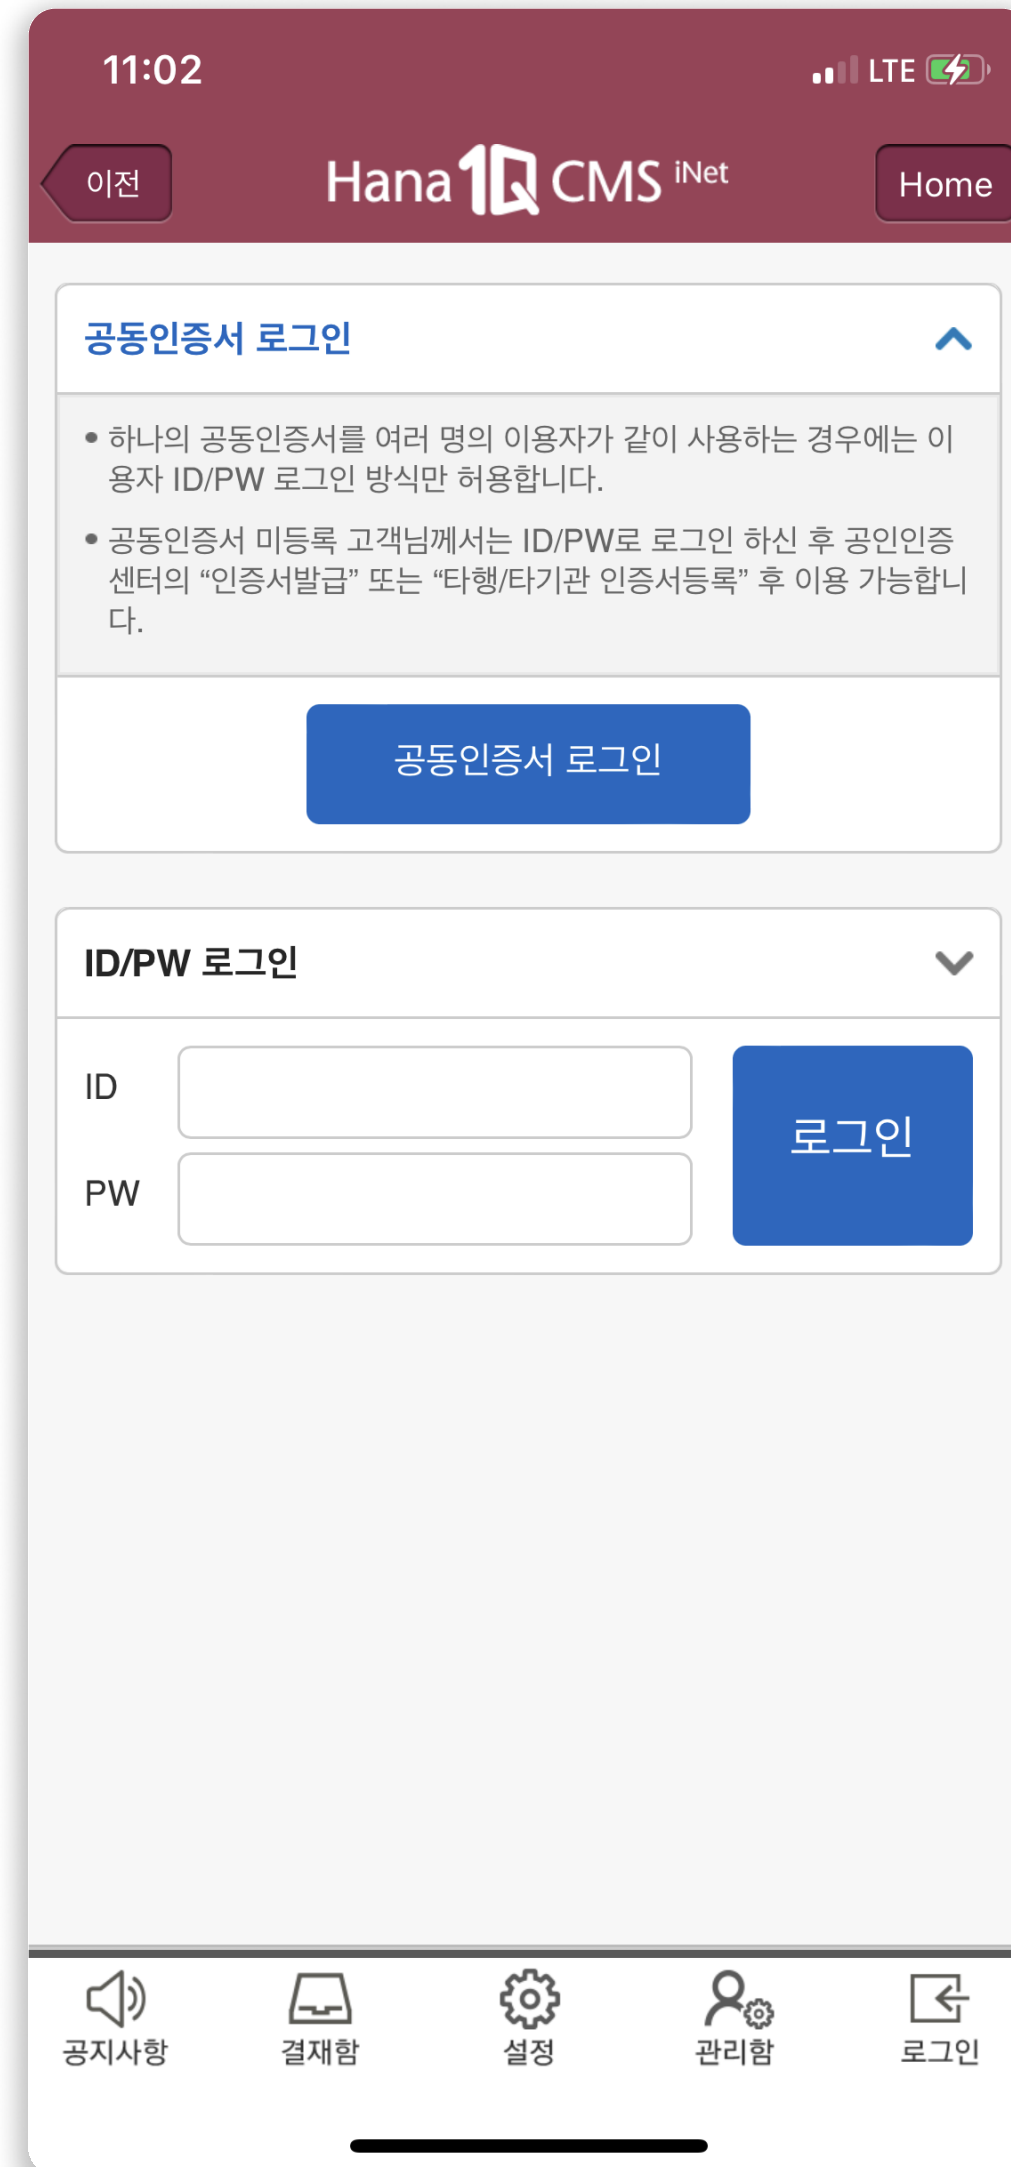 11:02
LTE
이전
Hana1Q CMS iNet
Home
공동인증서 로그인
• 하나의 공동인증서를 여러 명의 이용자가 같이 사용하는 경우에는 이
용자 ID/PW 로그인 방식만 허용합니다.
• 공동인증서 미등록 고객님께서는 ID/PW로 로그인 하신 후 공인인증
센터의 “인증서발급” 또는 “타행/타기관 인증서등록” 후 이용 가능합니
다.
공동인증서 로그인
ID/PW 로그인
ID
PW
로그인
공지사항
결재함
설정
관리함
로그인